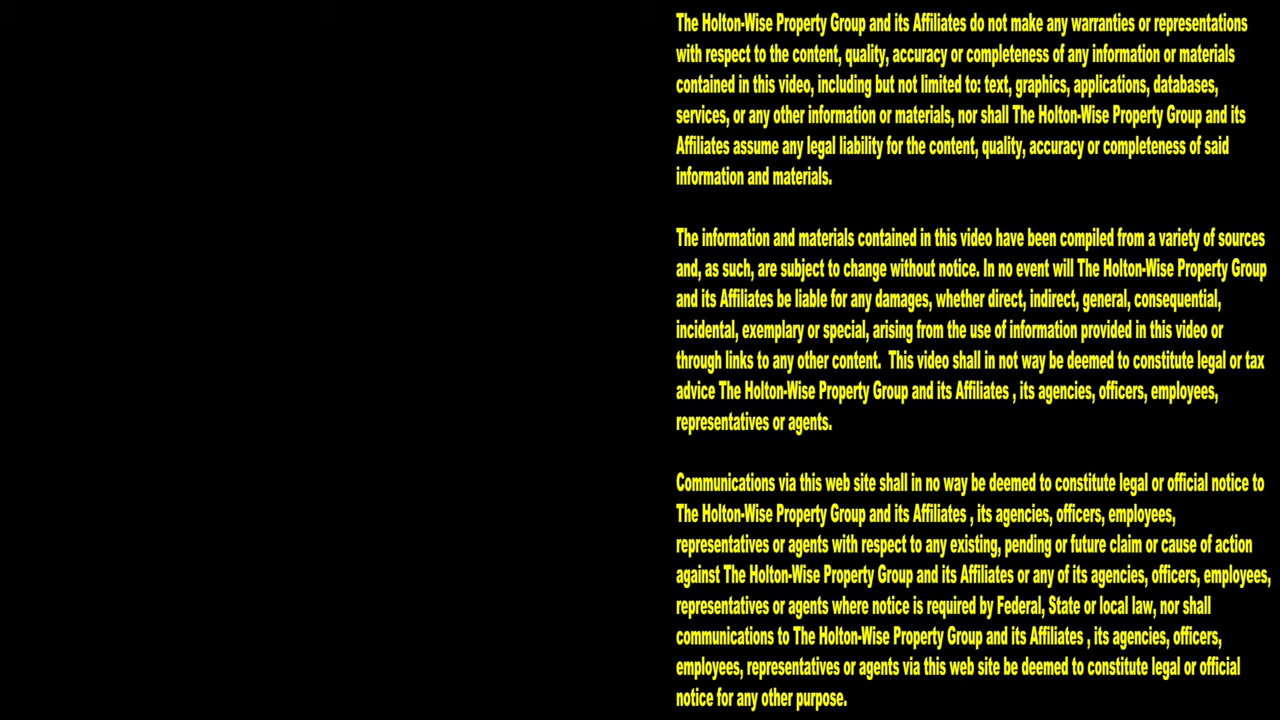 The Holton-Wise Property Group and its Affiliates do not make any warranties or representations
with respect to the content, quality, accuracy or completeness of any information or materials
contained in this video, including but not limited to: text, graphics, applications, databases,
services, or any other information or materials, nor shall The Holton-Wise Property Group and its
Affiliates assume any legal liability for the content, quality, accuracy or completeness of said
information and materials.
The information and materials contained in this video have been compiled from a variety of sources
and, as such, are subject to change without notice. In no event will The Holton-Wise Property Group
and its Affiliates be liable for any damages, whether direct, indirect, general, consequential,
incidental, exemplary or special, arising from the use of information provided in this video or
through links to any other content.  This video shall in not way be deemed to constitute legal or tax
advice The Holton-Wise Property Group and its Affiliates , its agencies, officers, employees,
representatives or agents.
Communications via this web site shall in no way be deemed to constitute legal or official notice to
The Holton-Wise Property Group and its Affiliates , its agencies, officers, employees,
representatives or agents with respect to any existing, pending or future claim or cause of action
against The Holton-Wise Property Group and its Affiliates or any of its agencies, officers, employees,
representatives or agents where notice is required by Federal, State or local law, nor shall
communications to The Holton-Wise Property Group and its Affiliates , its agencies, officers,
employees, representatives or agents via this web site be deemed to constitute legal or official
notice for any other purpose.